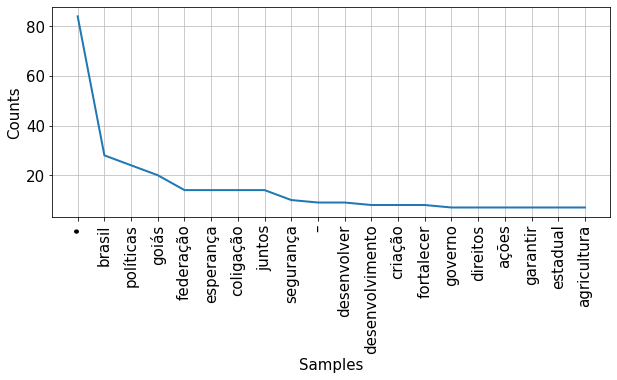 80
60
40
20
Counts
•
brasil
políticas
goiás
federação
esperança
coligação
juntos
segurança
–
desenvolver
desenvolvimento
criação
fortalecer
governo
direitos
ações
garantir
estadual
agricultura
Samples